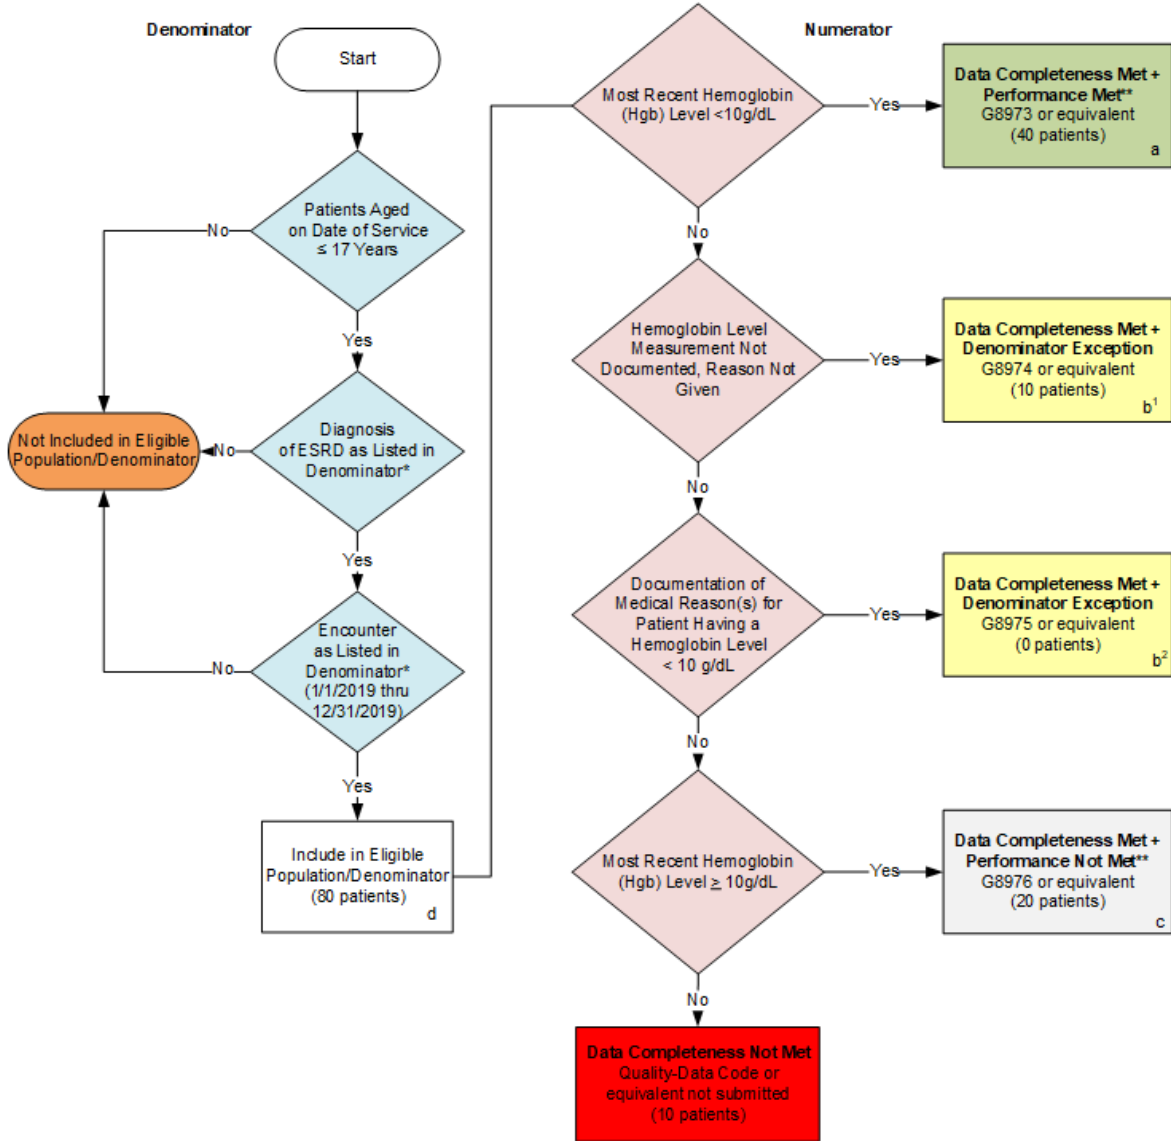 Denominator
Start
Patients Aged
on Date of Service
≤ 17 Years
No
Yes
Diagnosis
of ESRD as Listed in
Denominator*
No
Not Included in Eligible
Population/Denominator
Yes
Encounter
as Listed in
Denominator*
(1/1/2019 thru
12/31/2019)
No
Yes
Include in Eligible
Population/Denominator
(80 patients)
d
Numerator
Most Recent Hemoglobin
(Hgb) Level <10g/dL
Yes
Data Completeness Met +
Performance Met**
G8973 or equivalent
(40 patients)
a
No
Hemoglobin Level
Measurement Not
Documented, Reason Not
Given
Yes
Data Completeness Met +
Denominator Exception
G8974 or equivalent
(10 patients)
b¹
No
Documentation of
Medical Reason(s) for
Patient Having a
Hemoglobin Level
< 10 g/dL
Yes
Data Completeness Met +
Denominator Exception
G8975 or equivalent
(0 patients)
b²
No
Most Recent Hemoglobin
(Hgb) Level ≥ 10g/dL
Yes
Data Completeness Met +
Performance Not Met**
G8976 or equivalent
(20 patients)
c
No
Data Completeness Not Met
Quality-Data Code or
equivalent not submitted
(10 patients)